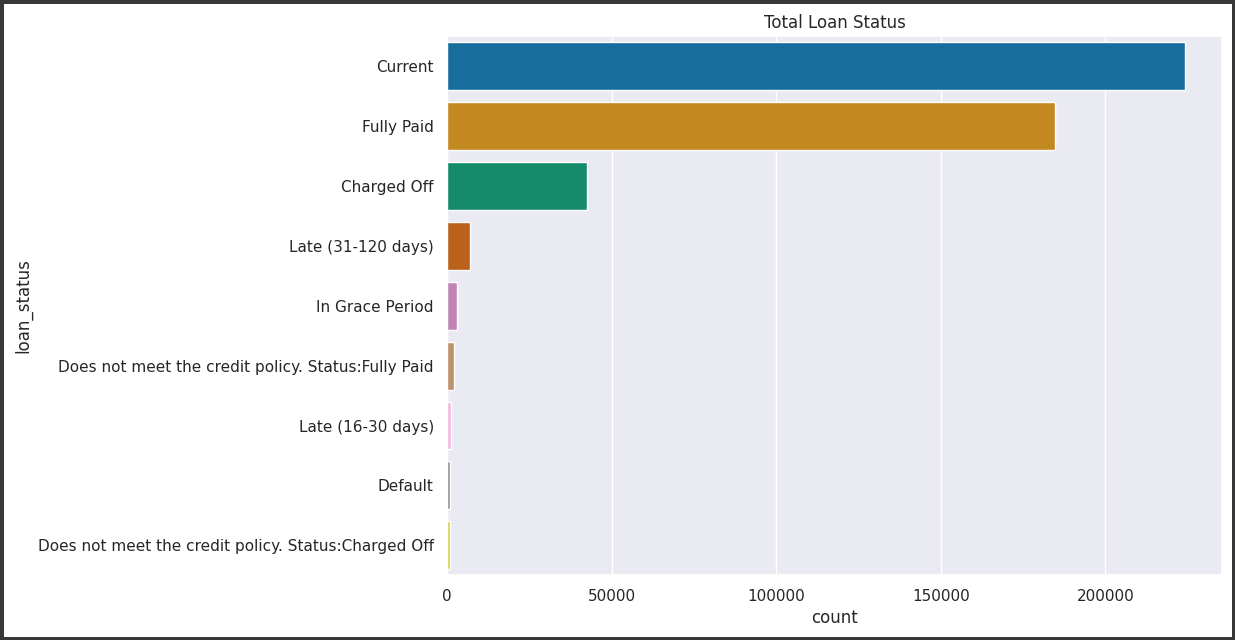 Total Loan Status
loan_status
Current
Fully Paid
Charged Off
Late (31-120 days)
In Grace Period
Does not meet the credit policy. Status:Fully Paid
Late (16-30 days)
Default
Does not meet the credit policy. Status:Charged Off
0 50000 100000 150000 200000
count